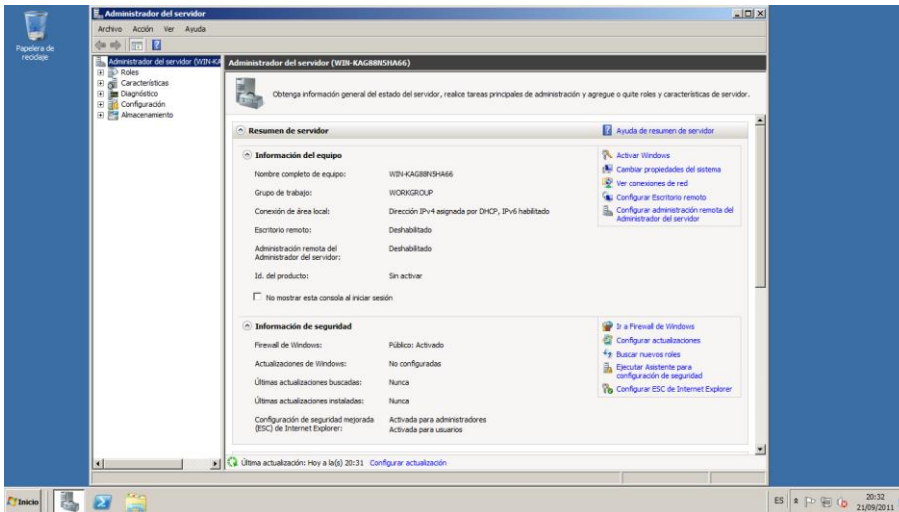 Papelera de
reciclaje
Administrador del servidor
Archivo Acción Ver Ayuda
Administrador del servidor (WIN-KA
Roles
Características
Diagnóstico
Configuración
Almacenamiento
Administrador del servidor (WIN-KAG88N5HA66)
Obtenga información general del estado del servidor, realice tareas principales de administración y agregue o quite roles y características de servidor.
Resumen de servidor
Ayuda de resumen de servidor
Información del equipo
Nombre completo de equipo: WIN-KAG88N5HA66
Grupo de trabajo: WORKGROUP
Conexión de área local: Dirección IPv4 asignada por DHCP, IPv6 habilitado
Escritorio remoto: Deshabilitado
Administración remota del
Administrador del servidor: Deshabilitado
Id. del producto: Sin activar
No mostrar esta consola al iniciar sesión
Activar Windows
Cambiar propiedades del sistema
Ver conexiones de red
Configurar Escritorio remoto
Configurar administración remota del
Administrador del servidor
Información de seguridad
Firewall de Windows: Público: Activado
Actualizaciones de Windows: No configuradas
Últimas actualizaciones buscadas: Nunca
Últimas actualizaciones instaladas: Nunca
Configuración de seguridad mejorada
(ESC) de Internet Explorer: Activada para administradores
Activada para usuarios
Ir a Firewall de Windows
Configurar actualizaciones
Buscar nuevos roles
Ejecutar Asistente para
configuración de seguridad
Configurar ESC de Internet Explorer
Última actualización: Hoy a la(s) 20:31 Configurar actualización
Inicio
ES
20:32
21/09/2011